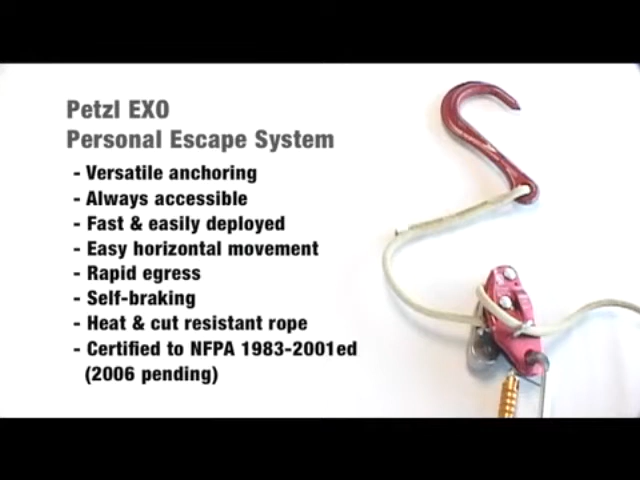 Petzl EXO
Personal Escape System
- Versatile anchoring
- Always accessible
- Fast & easily deployed
- Easy horizontal movement
- Rapid egress
- Self-braking
- Heat & cut resistant rope
- Certified to NFPA 1983-2001ed
(2006 pending)